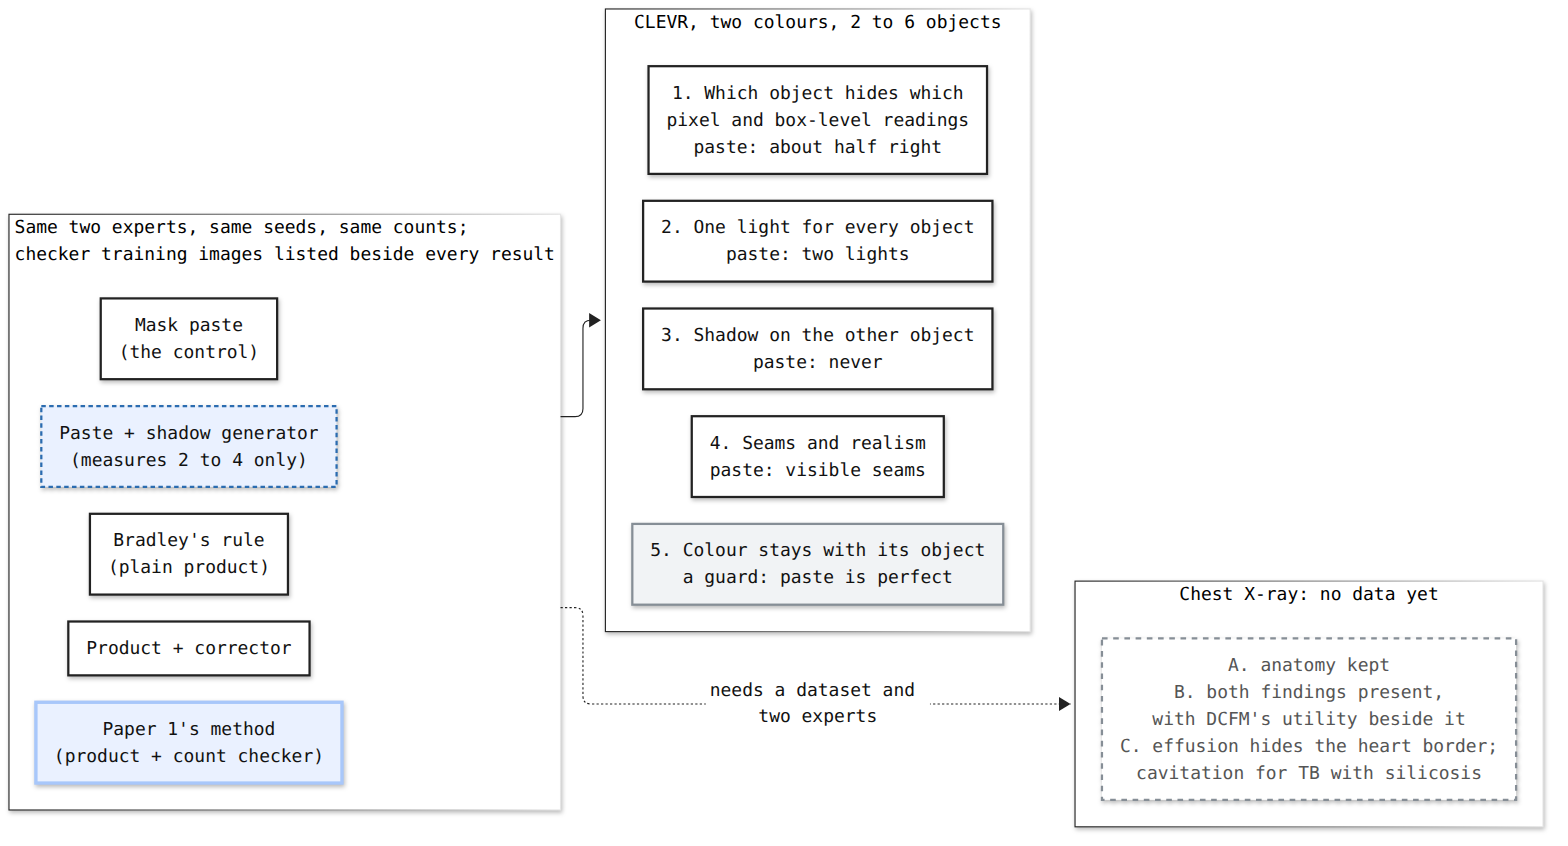 Same two experts, same seeds, same counts;
checker training images listed beside every result
Mask paste
(the control)
Paste + shadow generator
(measures 2 to 4 only)
Bradley's rule
(plain product)
Product + corrector
Paper 1's method
(product + count checker)
CLEVR, two colours, 2 to 6 objects
1. Which object hides which
pixel and box-level readings
paste: about half right
2. One light for every object
paste: two lights
3. Shadow on the other object
paste: never
4. Seams and realism
paste: visible seams
5. Colour stays with its object
a guard: paste is perfect
needs a dataset and
two experts
Chest X-ray: no data yet
A. anatomy kept
B. both findings present,
with DCFM's utility beside it
C. effusion hides the heart border;
cavitation for TB with silicosis